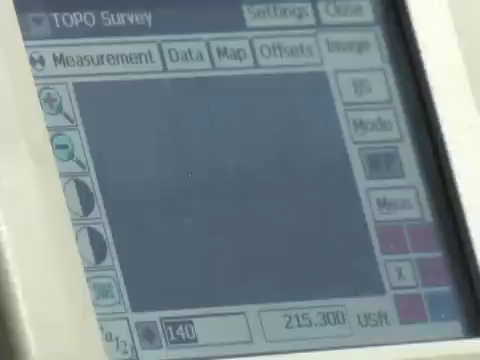 TOPO Survey Settings Close
Measurement Data Map Offsets Image
Mode
Meas
X
140 215.300 USft